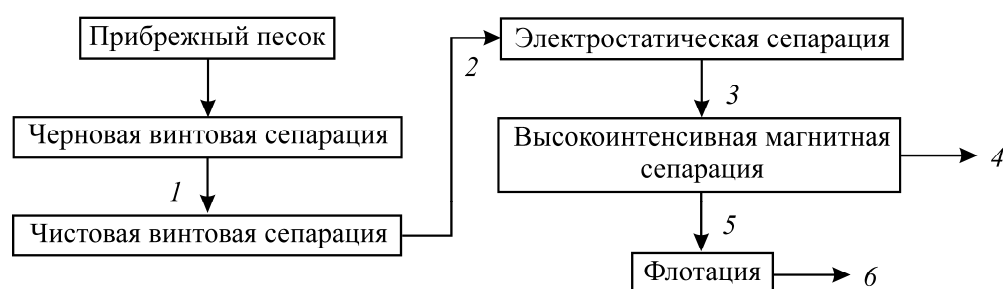 Прибрежный песок
Черновая винтовая сепарация
1
Чистовая винтовая сепарация
2
Электростатическая сепарация
3
Высокоинтенсивная магнитная
сепарация
4
5
Флотация
6